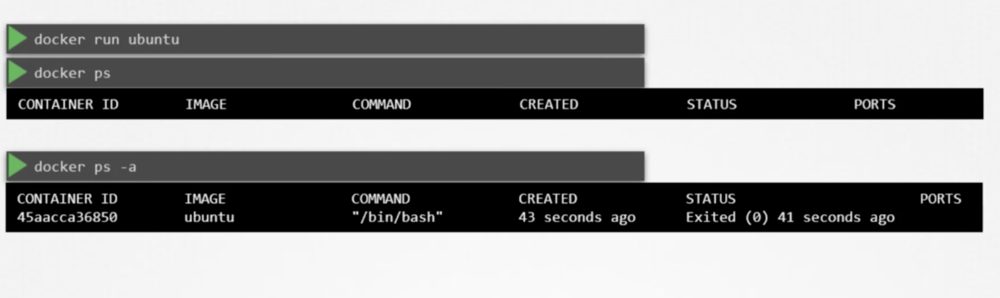 docker run ubuntu
docker ps
CONTAINER ID IMAGE COMMAND CREATED STATUS PORTS
docker ps -a
CONTAINER ID IMAGE COMMAND CREATED STATUS PORTS
45aacca36850 ubuntu "/bin/bash" 43 seconds ago Exited (0) 41 seconds ago